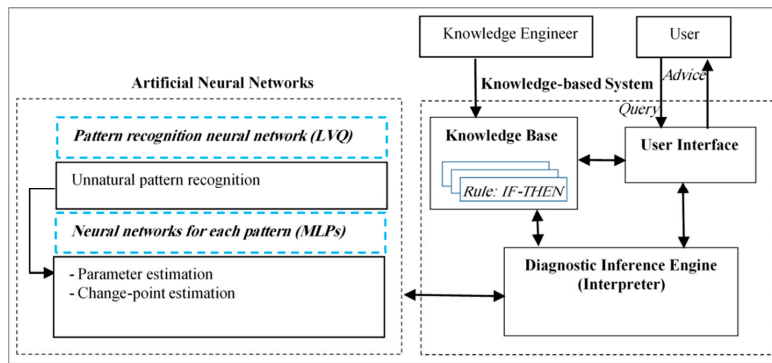 Knowledge Engineer
User
Artificial Neural Networks
Knowledge-based System
Advice
Query
Pattern recognition neural network (LVQ)
Unnatural pattern recognition
Neural networks for each pattern (MLPs)
- Parameter estimation
- Change-point estimation
Knowledge Base
Rule: IF-THEN
User Interface
Diagnostic Inference Engine
(Interpreter)